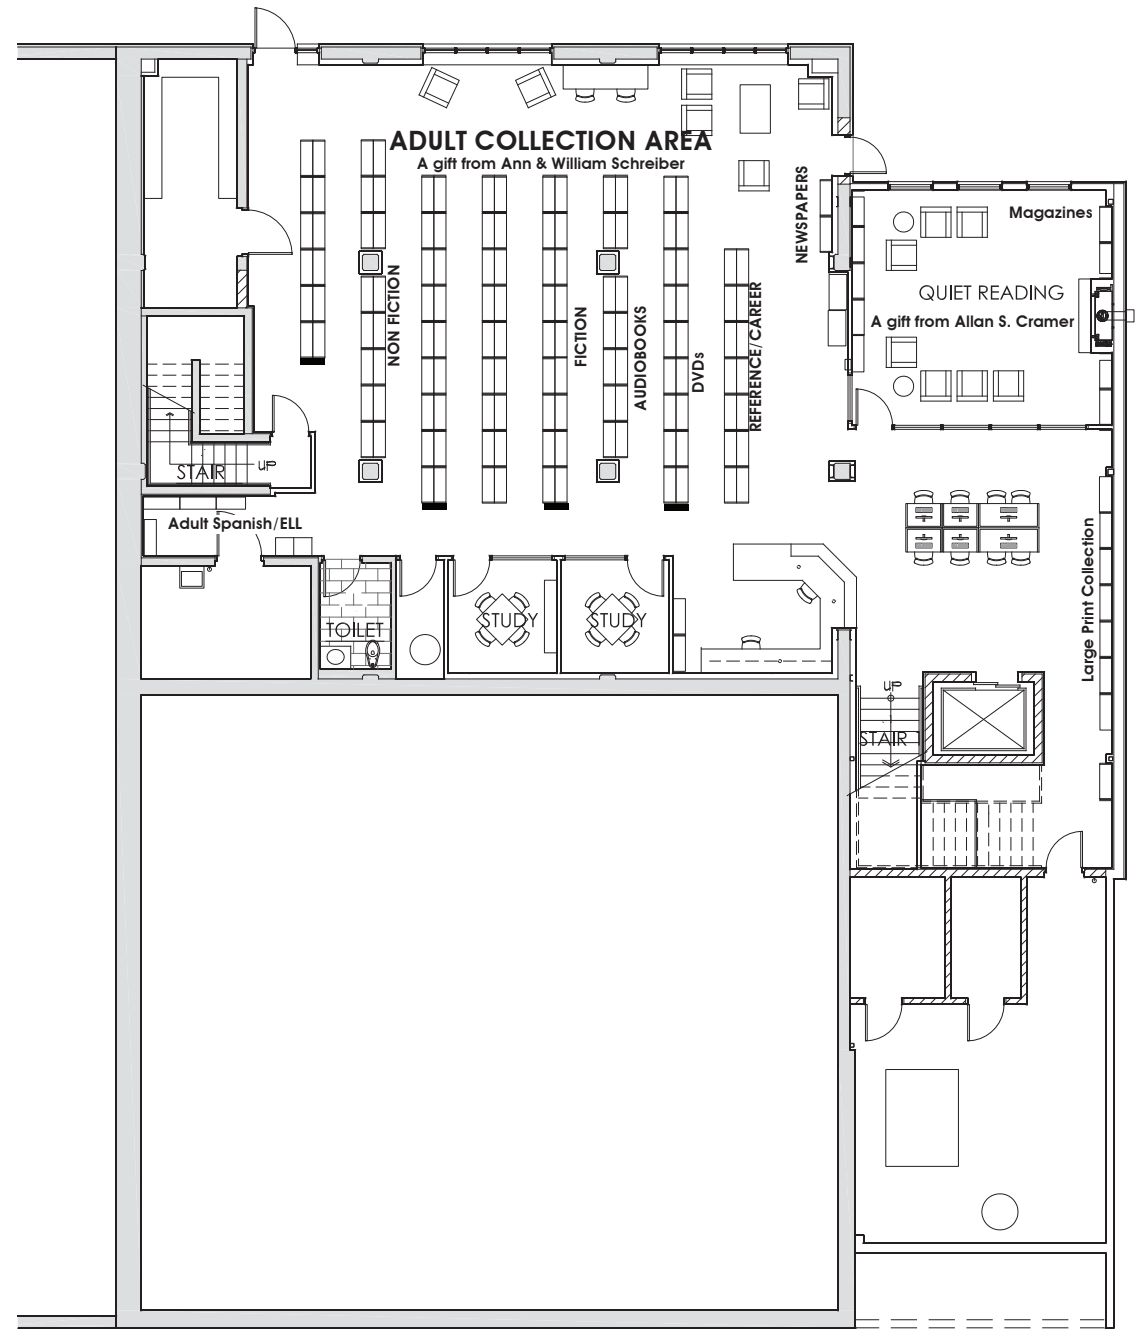 ADULT COLLECTION AREA
A gift from Ann & William Schreiber
NEWSPAPERS
Magazines
QUIET READING
A gift from Allan S. Cramer
NON FICTION
FICTION
AUDIOBOOKS
DVDs
REFERENCE/CAREER
STAIR
UP
Adult Spanish/ELL
Large Print Collection
TOILET
STUDY
STUDY
UP
STAIR